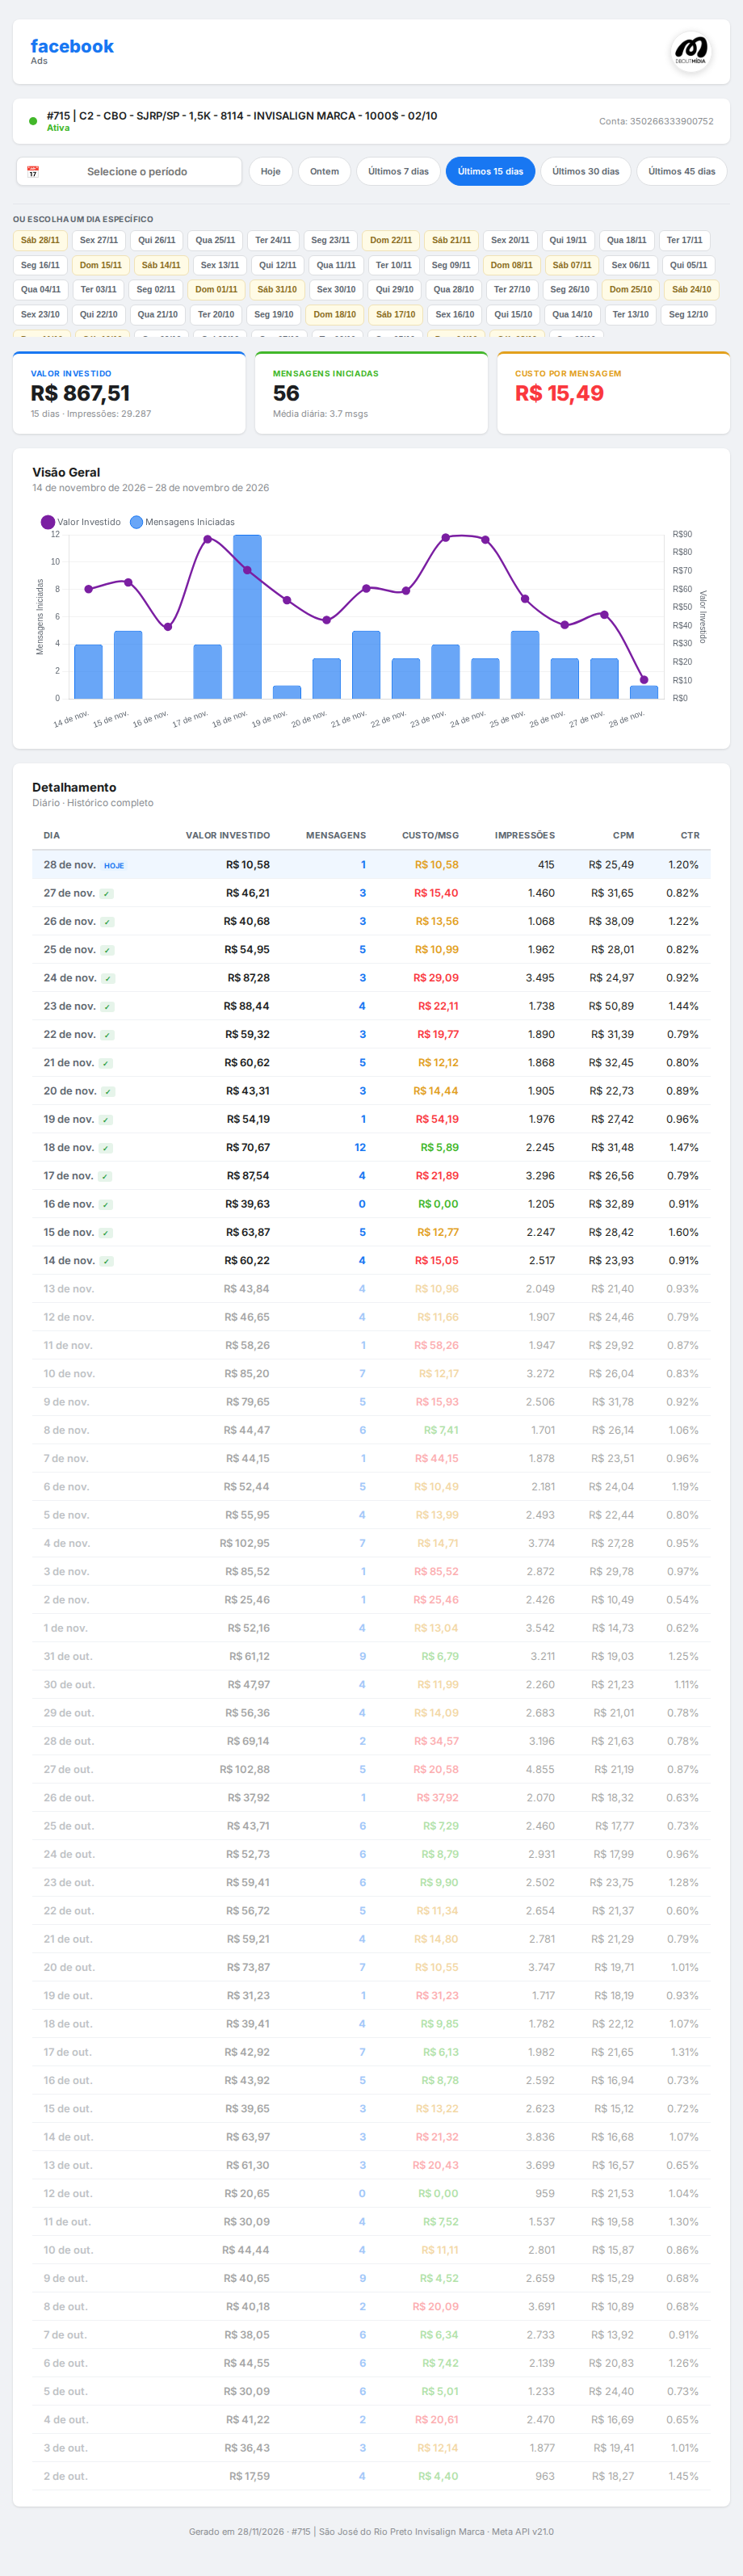 facebook
Ads
DBOUTMÍDIA
#715 | C2 - CBO - SJRP/SP - 1,5K - 8114 - INVISALIGN MARCA - 1000$ - 02/10
Ativa
Conta: 350266333900752
📅 Selecione o período Hoje Ontem Últimos 7 dias Últimos 15 dias Últimos 30 dias Últimos 45 dias
OU ESCOLHA UM DIA ESPECÍFICO
Sáb 28/11 Sex 27/11 Qui 26/11 Qua 25/11 Ter 24/11 Seg 23/11 Dom 22/11 Sáb 21/11 Sex 20/11 Qui 19/11 Qua 18/11 Ter 17/11
Seg 16/11 Dom 15/11 Sáb 14/11 Sex 13/11 Qui 12/11 Qua 11/11 Ter 10/11 Seg 09/11 Dom 08/11 Sáb 07/11 Sex 06/11 Qui 05/11
Qua 04/11 Ter 03/11 Seg 02/11 Dom 01/11 Sáb 31/10 Sex 30/10 Qui 29/10 Qua 28/10 Ter 27/10 Seg 26/10 Dom 25/10 Sáb 24/10
Sex 23/10 Qui 22/10 Qua 21/10 Ter 20/10 Seg 19/10 Dom 18/10 Sáb 17/10 Sex 16/10 Qui 15/10 Qua 14/10 Ter 13/10 Seg 12/10
VALOR INVESTIDO
R$ 867,51
15 dias · Impressões: 29.287
MENSAGENS INICIADAS
56
Média diária: 3.7 msgs
CUSTO POR MENSAGEM
R$ 15,49
Visão Geral
14 de novembro de 2026 – 28 de novembro de 2026
Valor Investido Mensagens Iniciadas
Mensagens Iniciadas
12
10
8
6
4
2
0
R$90
R$80
R$70
R$60
R$50
R$40
R$30
R$20
R$10
R$0
Valor Investido
14 de nov. 15 de nov. 16 de nov. 17 de nov. 18 de nov. 19 de nov. 20 de nov. 21 de nov. 22 de nov. 23 de nov. 24 de nov. 25 de nov. 26 de nov. 27 de nov. 28 de nov.
Detalhamento
Diário · Histórico completo
DIA VALOR INVESTIDO MENSAGENS CUSTO/MSG IMPRESSÕES CPM CTR
28 de nov. HOJE R$ 10,58 1 R$ 10,58 415 R$ 25,49 1.20%
27 de nov. ✓ R$ 46,21 3 R$ 15,40 1.460 R$ 31,65 0.82%
26 de nov. ✓ R$ 40,68 3 R$ 13,56 1.068 R$ 38,09 1.22%
25 de nov. ✓ R$ 54,95 5 R$ 10,99 1.962 R$ 28,01 0.82%
24 de nov. ✓ R$ 87,28 3 R$ 29,09 3.495 R$ 24,97 0.92%
23 de nov. ✓ R$ 88,44 4 R$ 22,11 1.738 R$ 50,89 1.44%
22 de nov. ✓ R$ 59,32 3 R$ 19,77 1.890 R$ 31,39 0.79%
21 de nov. ✓ R$ 60,62 5 R$ 12,12 1.868 R$ 32,45 0.80%
20 de nov. ✓ R$ 43,31 3 R$ 14,44 1.905 R$ 22,73 0.89%
19 de nov. ✓ R$ 54,19 1 R$ 54,19 1.976 R$ 27,42 0.96%
18 de nov. ✓ R$ 70,67 12 R$ 5,89 2.245 R$ 31,48 1.47%
17 de nov. ✓ R$ 87,54 4 R$ 21,89 3.296 R$ 26,56 0.79%
16 de nov. ✓ R$ 39,63 0 R$ 0,00 1.205 R$ 32,89 0.91%
15 de nov. ✓ R$ 63,87 5 R$ 12,77 2.247 R$ 28,42 1.60%
14 de nov. ✓ R$ 60,22 4 R$ 15,05 2.517 R$ 23,93 0.91%
13 de nov. R$ 43,84 4 R$ 10,96 2.049 R$ 21,40 0.93%
12 de nov. R$ 46,65 4 R$ 11,66 1.907 R$ 24,46 0.79%
11 de nov. R$ 58,26 1 R$ 58,26 1.947 R$ 29,92 0.87%
10 de nov. R$ 85,20 7 R$ 12,17 3.272 R$ 26,04 0.83%
9 de nov. R$ 79,65 5 R$ 15,93 2.506 R$ 31,78 0.92%
8 de nov. R$ 44,47 6 R$ 7,41 1.701 R$ 26,14 1.06%
7 de nov. R$ 44,15 1 R$ 44,15 1.878 R$ 23,51 0.96%
6 de nov. R$ 52,44 5 R$ 10,49 2.181 R$ 24,04 1.19%
5 de nov. R$ 55,95 4 R$ 13,99 2.493 R$ 22,44 0.80%
4 de nov. R$ 102,95 7 R$ 14,71 3.774 R$ 27,28 0.95%
3 de nov. R$ 85,52 1 R$ 85,52 2.872 R$ 29,78 0.97%
2 de nov. R$ 25,46 1 R$ 25,46 2.426 R$ 10,49 0.54%
1 de nov. R$ 52,16 4 R$ 13,04 3.542 R$ 14,73 0.62%
31 de out. R$ 61,12 9 R$ 6,79 3.211 R$ 19,03 1.25%
30 de out. R$ 47,97 4 R$ 11,99 2.260 R$ 21,23 1.11%
29 de out. R$ 56,36 4 R$ 14,09 2.683 R$ 21,01 0.78%
28 de out. R$ 69,14 2 R$ 34,57 3.196 R$ 21,63 0.78%
27 de out. R$ 102,88 5 R$ 20,58 4.855 R$ 21,19 0.87%
26 de out. R$ 37,92 1 R$ 37,92 2.070 R$ 18,32 0.63%
25 de out. R$ 43,71 6 R$ 7,29 2.460 R$ 17,77 0.73%
24 de out. R$ 52,73 6 R$ 8,79 2.931 R$ 17,99 0.96%
23 de out. R$ 59,41 6 R$ 9,90 2.502 R$ 23,75 1.28%
22 de out. R$ 56,72 5 R$ 11,34 2.654 R$ 21,37 0.60%
21 de out. R$ 59,21 4 R$ 14,80 2.781 R$ 21,29 0.79%
20 de out. R$ 73,87 7 R$ 10,55 3.747 R$ 19,71 1.01%
19 de out. R$ 31,23 1 R$ 31,23 1.717 R$ 18,19 0.93%
18 de out. R$ 39,41 4 R$ 9,85 1.782 R$ 22,12 1.07%
17 de out. R$ 42,92 7 R$ 6,13 1.982 R$ 21,65 1.31%
16 de out. R$ 43,92 5 R$ 8,78 2.592 R$ 16,94 0.73%
15 de out. R$ 39,65 3 R$ 13,22 2.623 R$ 15,12 0.72%
14 de out. R$ 63,97 3 R$ 21,32 3.836 R$ 16,68 1.07%
13 de out. R$ 61,30 3 R$ 20,43 3.699 R$ 16,57 0.65%
12 de out. R$ 20,65 0 R$ 0,00 959 R$ 21,53 1.04%
11 de out. R$ 30,09 4 R$ 7,52 1.537 R$ 19,58 1.30%
10 de out. R$ 44,44 4 R$ 11,11 2.801 R$ 15,87 0.86%
9 de out. R$ 40,65 9 R$ 4,52 2.659 R$ 15,29 0.68%
8 de out. R$ 40,18 2 R$ 20,09 3.691 R$ 10,89 0.68%
7 de out. R$ 38,05 6 R$ 6,34 2.733 R$ 13,92 0.91%
6 de out. R$ 44,55 6 R$ 7,42 2.139 R$ 20,83 1.26%
5 de out. R$ 30,09 6 R$ 5,01 1.233 R$ 24,40 0.73%
4 de out. R$ 41,22 2 R$ 20,61 2.470 R$ 16,69 0.65%
3 de out. R$ 36,43 3 R$ 12,14 1.877 R$ 19,41 1.01%
2 de out. R$ 17,59 4 R$ 4,40 963 R$ 18,27 1.45%
Gerado em 28/11/2026 · #715 | São José do Rio Preto Invisalign Marca · Meta API v21.0